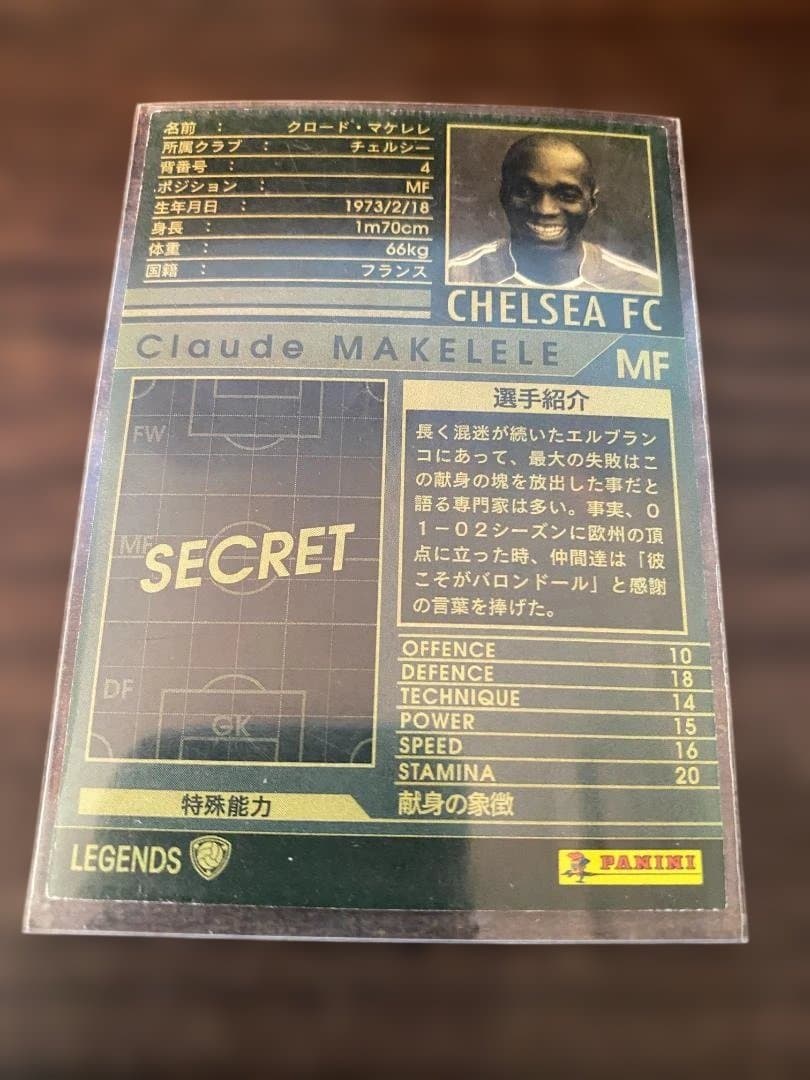 名前 : クロード・マケレレ
所属クラブ : チェルシー
背番号 : 4
ポジション : MF
生年月日 : 1973/2/18
身長 : 1m70cm
体重 : 66kg
国籍 : フランス
CHELSEA FC
Claude MAKELELE
MF
FW
MF
SECRET
DF
GK
選手紹介
長く混迷が続いたエルブラン
コにあって、最大の失敗はこ
の献身の塊を放出した事だと
語る専門家は多い。事実、0
1－02シーズンに欧州の頂
点に立った時、仲間達は「彼
こそがバロンドール」と感謝
の言葉を捧げた。
OFFENCE 10
DEFENCE 18
TECHNIQUE 14
POWER 15
SPEED 16
STAMINA 20
特殊能力 献身の象徴
LEGENDS
PANINI